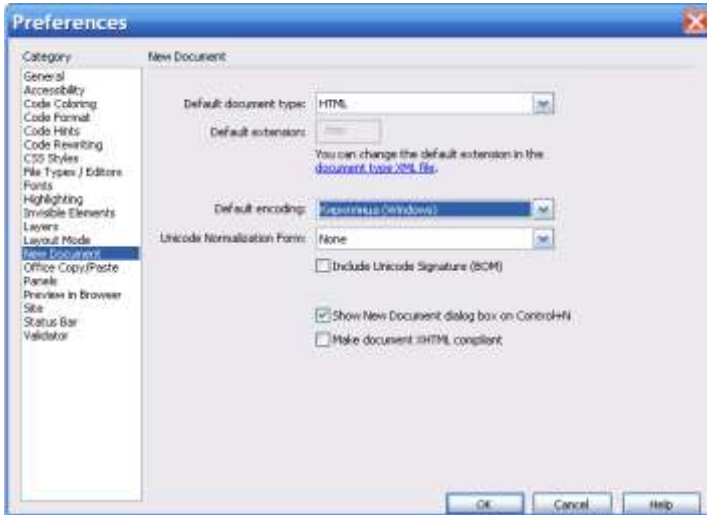 Preferences
Category
General
Accessibility
Code Coloring
Code Format
Code Hints
Code Rewriting
CSS Styles
File Types / Editors
Fonts
Highlighting
Invisible Elements
Layers
Layout Mode
New Document
Office Copy/Paste
Panels
Preview in Browser
Site
Status Bar
Validator
New Document
Default document type: HTML
Default extension:
You can change the default extension in the
document type XML file.
Default encoding: Кириллица (Windows)
Unicode Normalization Form: None
Include Unicode Signature (BOM)
Show New Document dialog box on Control+N
Make document XHTML compliant
OK Cancel Help